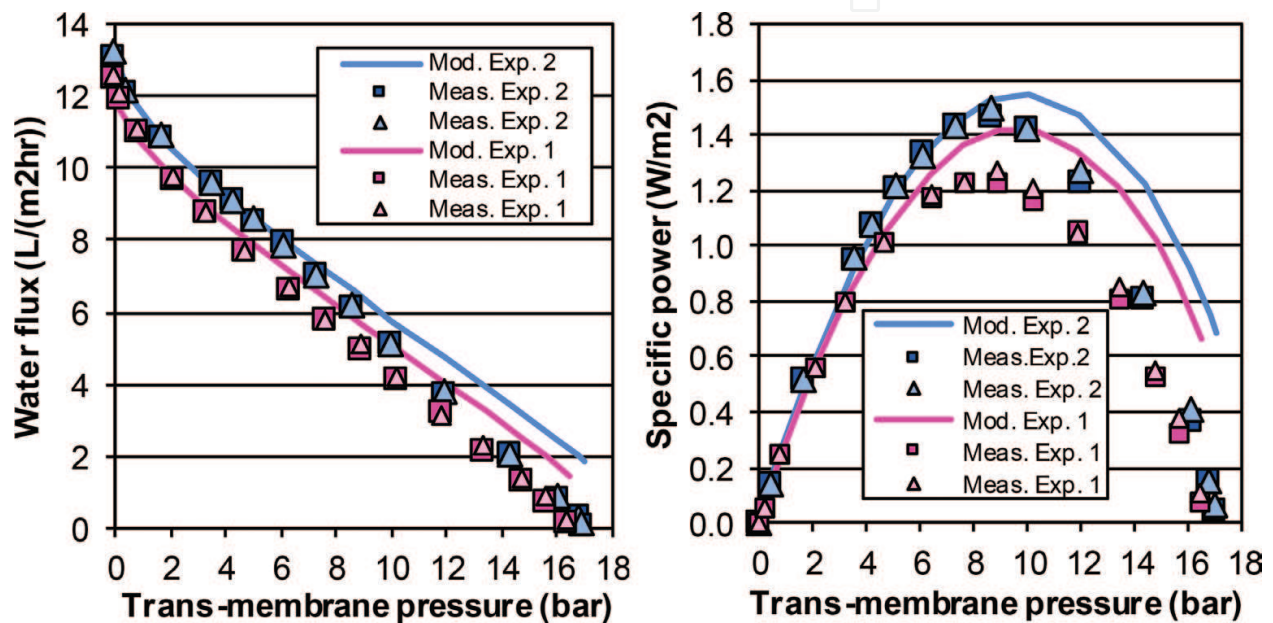 Water flux (L/(m2hr))
14
12
10
8
6
4
2
0
Mod. Exp. 2
Meas. Exp. 2
Meas. Exp. 2
Mod. Exp. 1
Meas. Exp. 1
Meas. Exp. 1
0 2 4 6 8 10 12 14 16 18
Trans-membrane pressure (bar)
Specific power (W/m2)
1.8
1.6
1.4
1.2
1.0
0.8
0.6
0.4
0.2
0.0
Mod. Exp. 2
Meas.Exp.2
Meas. Exp. 2
Mod. Exp. 1
Meas. Exp. 1
Meas. Exp. 1
0 2 4 6 8 10 12 14 16 18
Trans-membrane pressure (bar)